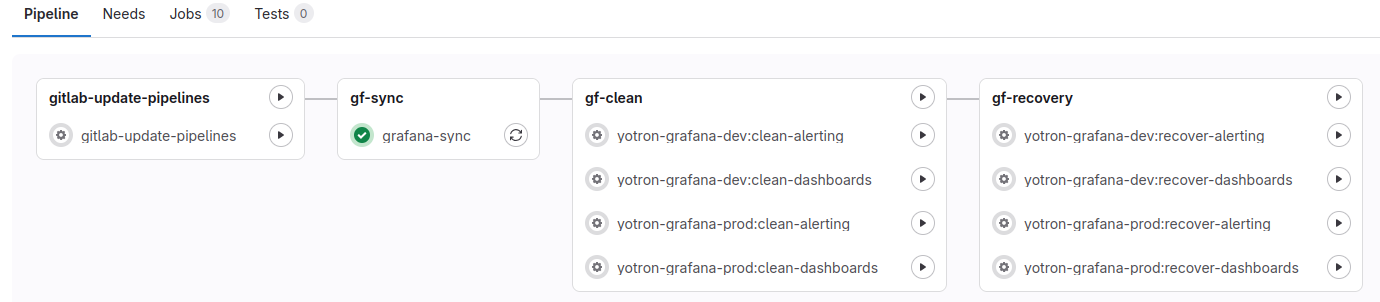 Pipeline Needs Jobs 10 Tests 0
gitlab-update-pipelines
gitlab-update-pipelines
gf-sync
grafana-sync
gf-clean
yotron-grafana-dev:clean-alerting
yotron-grafana-dev:clean-dashboards
yotron-grafana-prod:clean-alerting
yotron-grafana-prod:clean-dashboards
gf-recovery
yotron-grafana-dev:recover-alerting
yotron-grafana-dev:recover-dashboards
yotron-grafana-prod:recover-alerting
yotron-grafana-prod:recover-dashboards